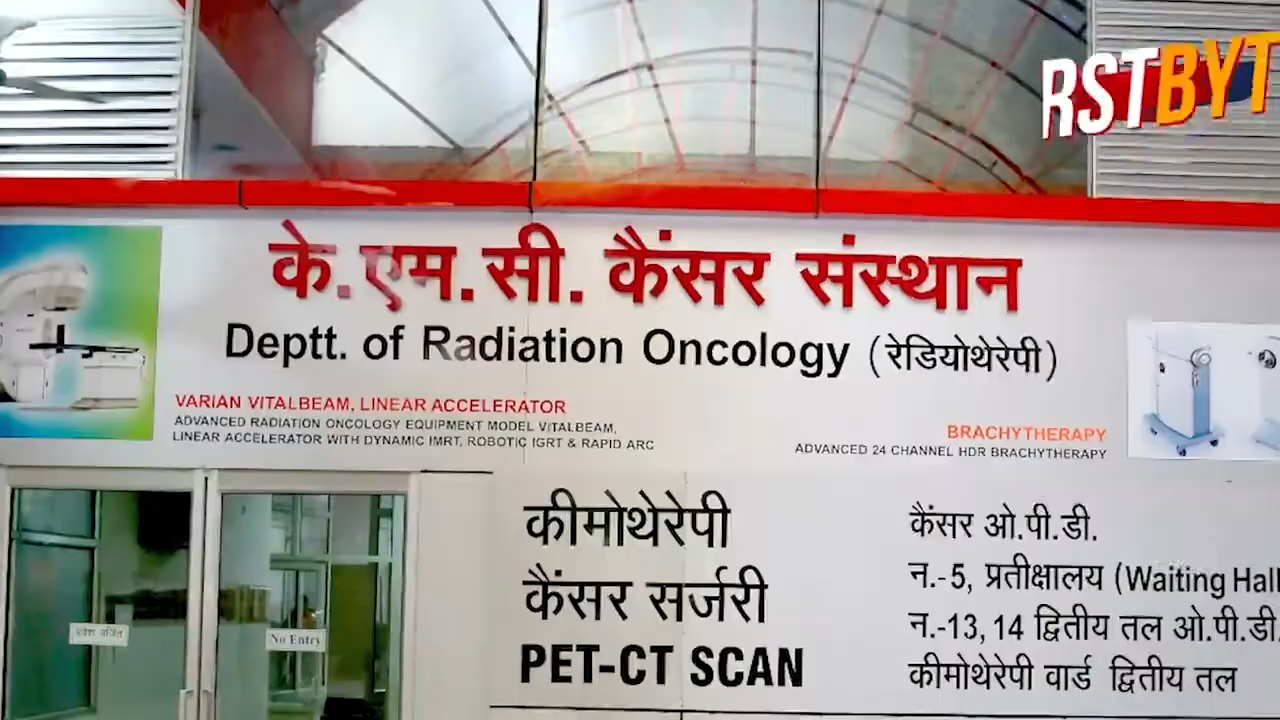 RSTBYT
के.एम.सी. कैंसर संस्थान
Deptt. of Radiation Oncology (रेडियोथेरेपी)
VARIAN VITALBEAM, LINEAR ACCELERATOR
ADVANCED RADIATION ONCOLOGY EQUIPMENT MODEL VITALBEAM,
LINEAR ACCELERATOR WITH DYNAMIC IMRT, ROBOTIC IGRT & RAPID ARC
BRACHYTHERAPY
ADVANCED 24 CHANNEL HDR BRACHYTHERAPY
कीमोथेरेपी
कैंसर सर्जरी
PET-CT SCAN
कैंसर ओ.पी.डी.
न.-5, प्रतीक्षालय (Waiting Hall
न.-13, 14 द्वितीय तल ओ.पी.डी.
कीमोथेरेपी वार्ड द्वितीय तल
प्रवेश वर्जित
No Entry